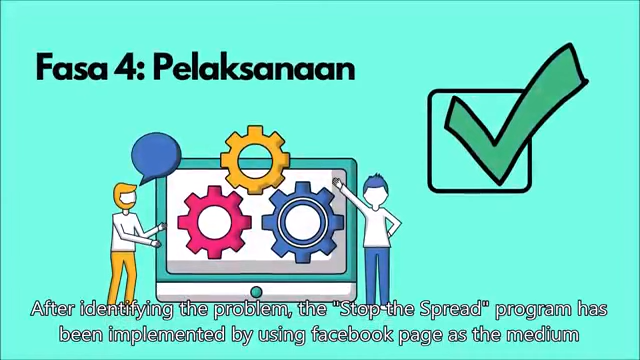 Fasa 4: Pelaksanaan
After identifying the problem, the "Stop the Spread" program has
been implemented by using facebook page as the medium